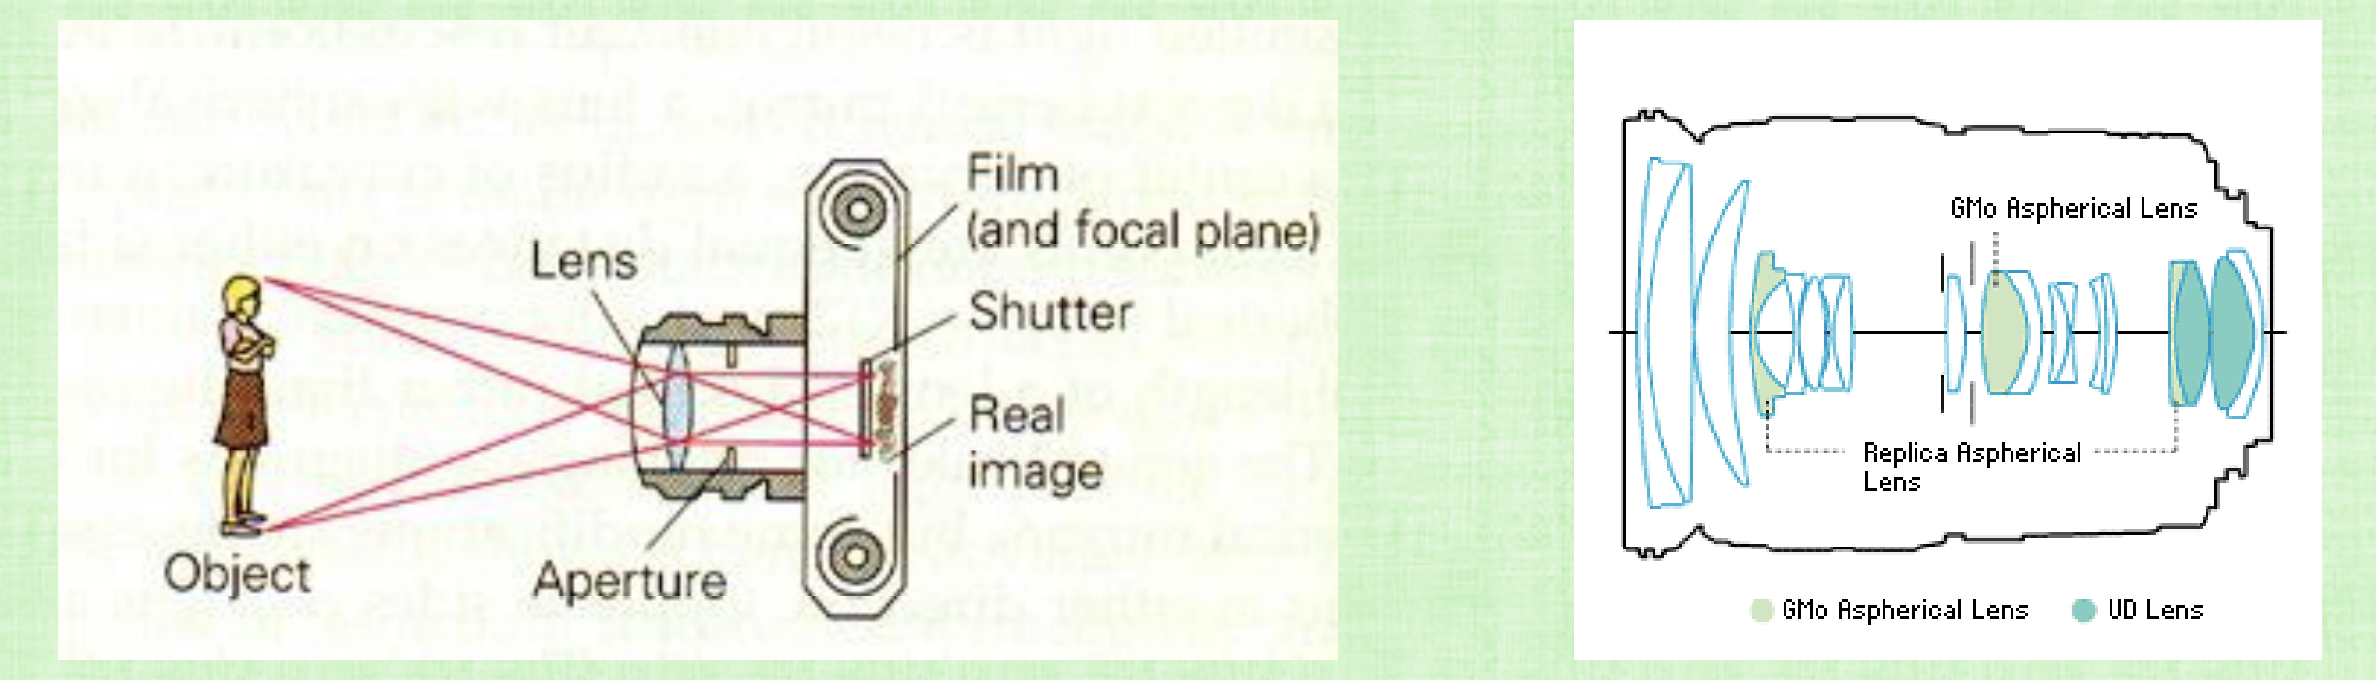 Film
(and focal plane)
Lens
Shutter
Real
image
Object
Aperture
GMo Aspherical Lens
Replica Aspherical
Lens
GMo Aspherical Lens
UD Lens